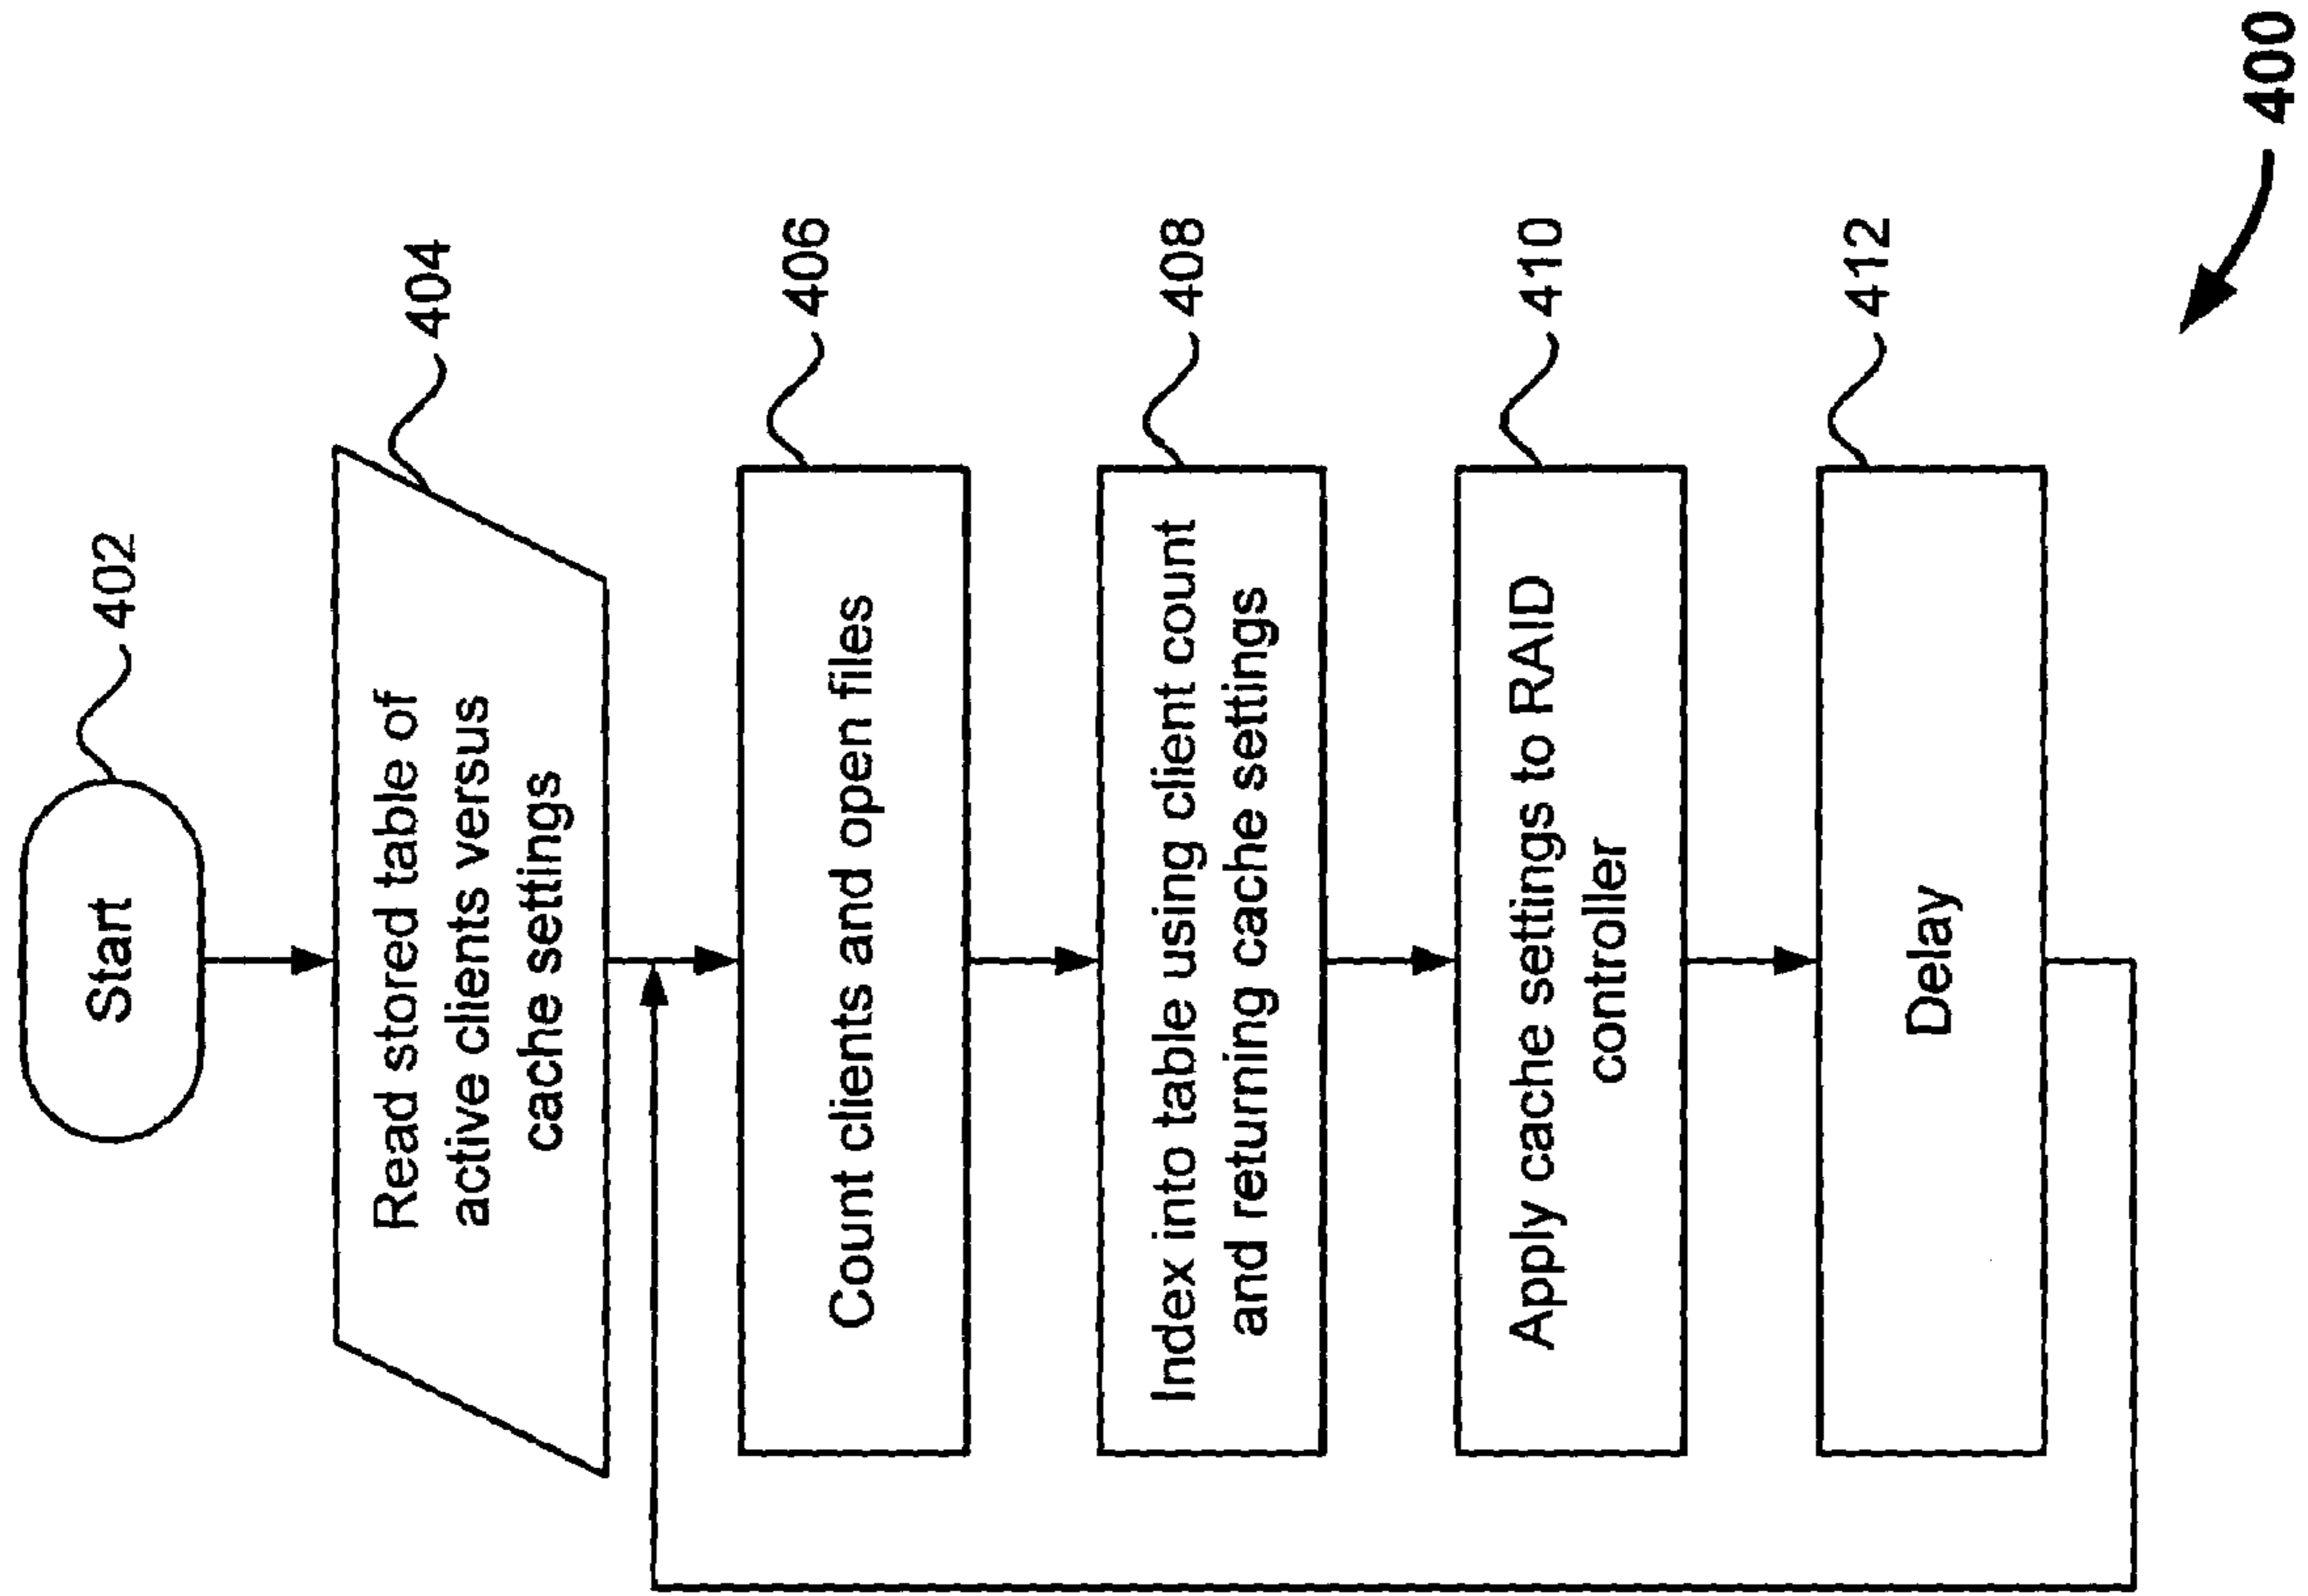 Start
402
Read stored table of
active clients versus
cache settings
404
Count clients and open files
406
Index into table using client count
and returning cache settings
408
Apply cache settings to RAID
controller
410
Delay
412
400